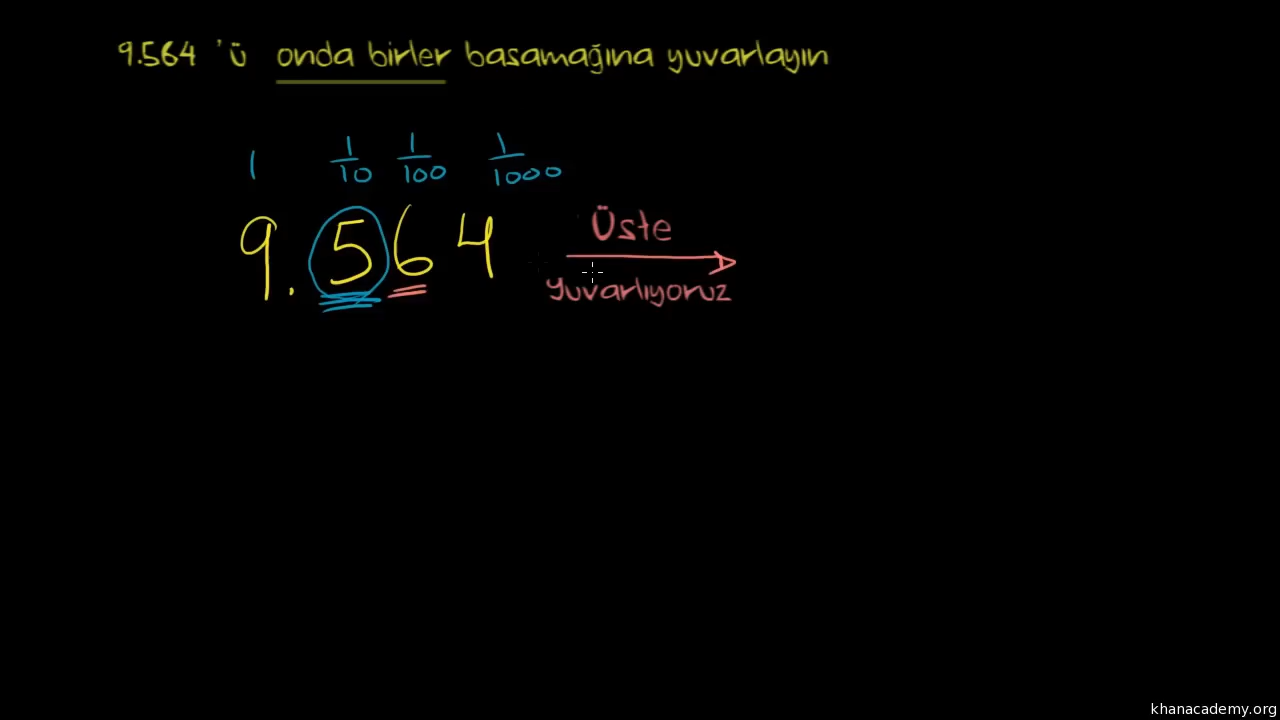 9.564 'ü onda birler basamağına yuvarlayın
1 1/10 1/100 1/1000
9.564
Üste
yuvarlıyoruz
khanacademy.org